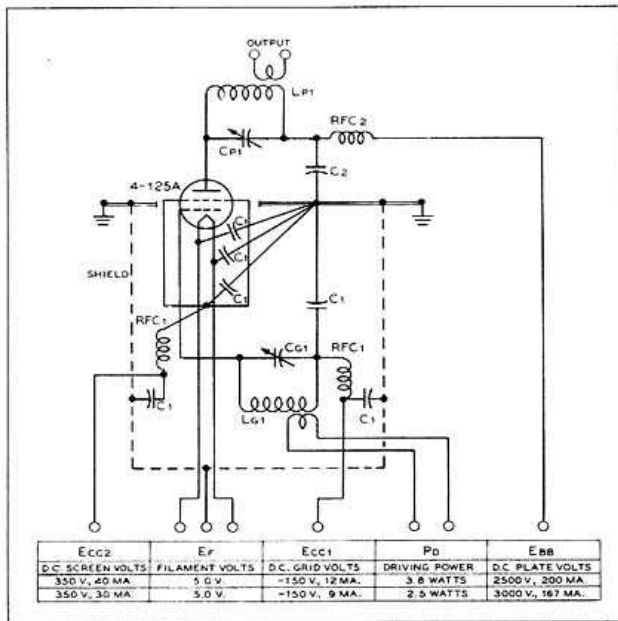 OUTPUT
LP1
RFC2
CP1
4-125A
C2
C1
C1
SHIELD
C1
C1
RFC1
CG1
RFC1
C1
LG1
C1
ECC2 EF ECC1 PD EBB
D.C. SCREEN VOLTS FILAMENT VOLTS D.C. GRID VOLTS DRIVING POWER D.C. PLATE VOLTS
350 V., 40 MA. 5.0 V. -150 V., 12 MA. 3.8 WATTS 2500 V., 200 MA.
350 V., 30 MA. 5.0 V. -150 V., 9 MA. 2.5 WATTS 3000 V., 167 MA.